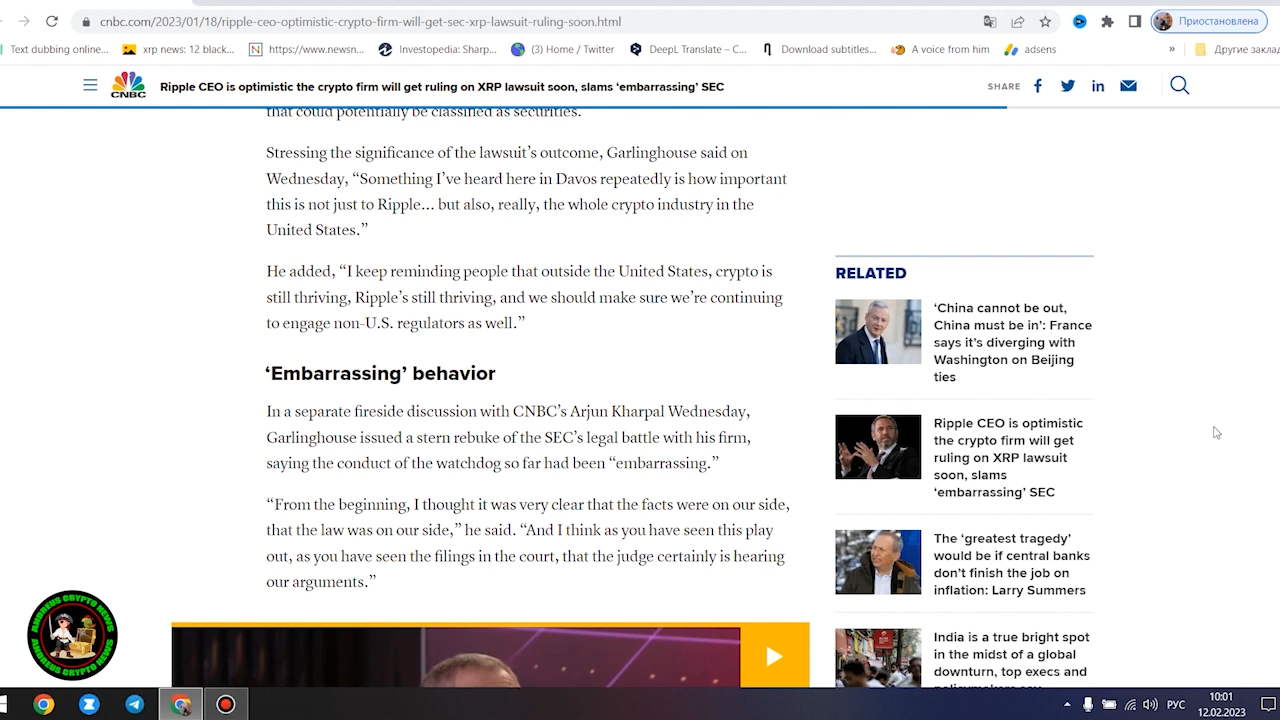 cnbc.com/2023/01/18/ripple-ceo-optimistic-crypto-firm-will-get-sec-xrp-lawsuit-ruling-soon.html
Приостановлена
Text dubbing online...
xrp news: 12 black...
https://www.newsn...
Investopedia: Sharp...
(3) Home / Twitter
DeepL Translate – C...
Download subtitles...
A voice from him
adsens
»
Другие закла
CNBC
Ripple CEO is optimistic the crypto firm will get ruling on XRP lawsuit soon, slams ‘embarrassing’ SEC
SHARE
that could potentially be classified as securities.
Stressing the significance of the lawsuit’s outcome, Garlinghouse said on
Wednesday, “Something I’ve heard here in Davos repeatedly is how important
this is not just to Ripple… but also, really, the whole crypto industry in the
United States.”
He added, “I keep reminding people that outside the United States, crypto is
still thriving, Ripple’s still thriving, and we should make sure we’re continuing
to engage non-U.S. regulators as well.”
‘Embarrassing’ behavior
In a separate fireside discussion with CNBC’s Arjun Kharpal Wednesday,
Garlinghouse issued a stern rebuke of the SEC’s legal battle with his firm,
saying the conduct of the watchdog so far had been “embarrassing.”
“From the beginning, I thought it was very clear that the facts were on our side,
that the law was on our side,” he said. “And I think as you have seen this play
out, as you have seen the filings in the court, that the judge certainly is hearing
our arguments.”
RELATED
‘China cannot be out,
China must be in’: France
says it’s diverging with
Washington on Beijing
ties
Ripple CEO is optimistic
the crypto firm will get
ruling on XRP lawsuit
soon, slams
‘embarrassing’ SEC
The ‘greatest tragedy’
would be if central banks
don’t finish the job on
inflation: Larry Summers
India is a true bright spot
in the midst of a global
downturn, top execs and
ANDREUS CRYPTO NEWS
ANDREUS CRYPTO NEWS
РУС
10:01
12.02.2023